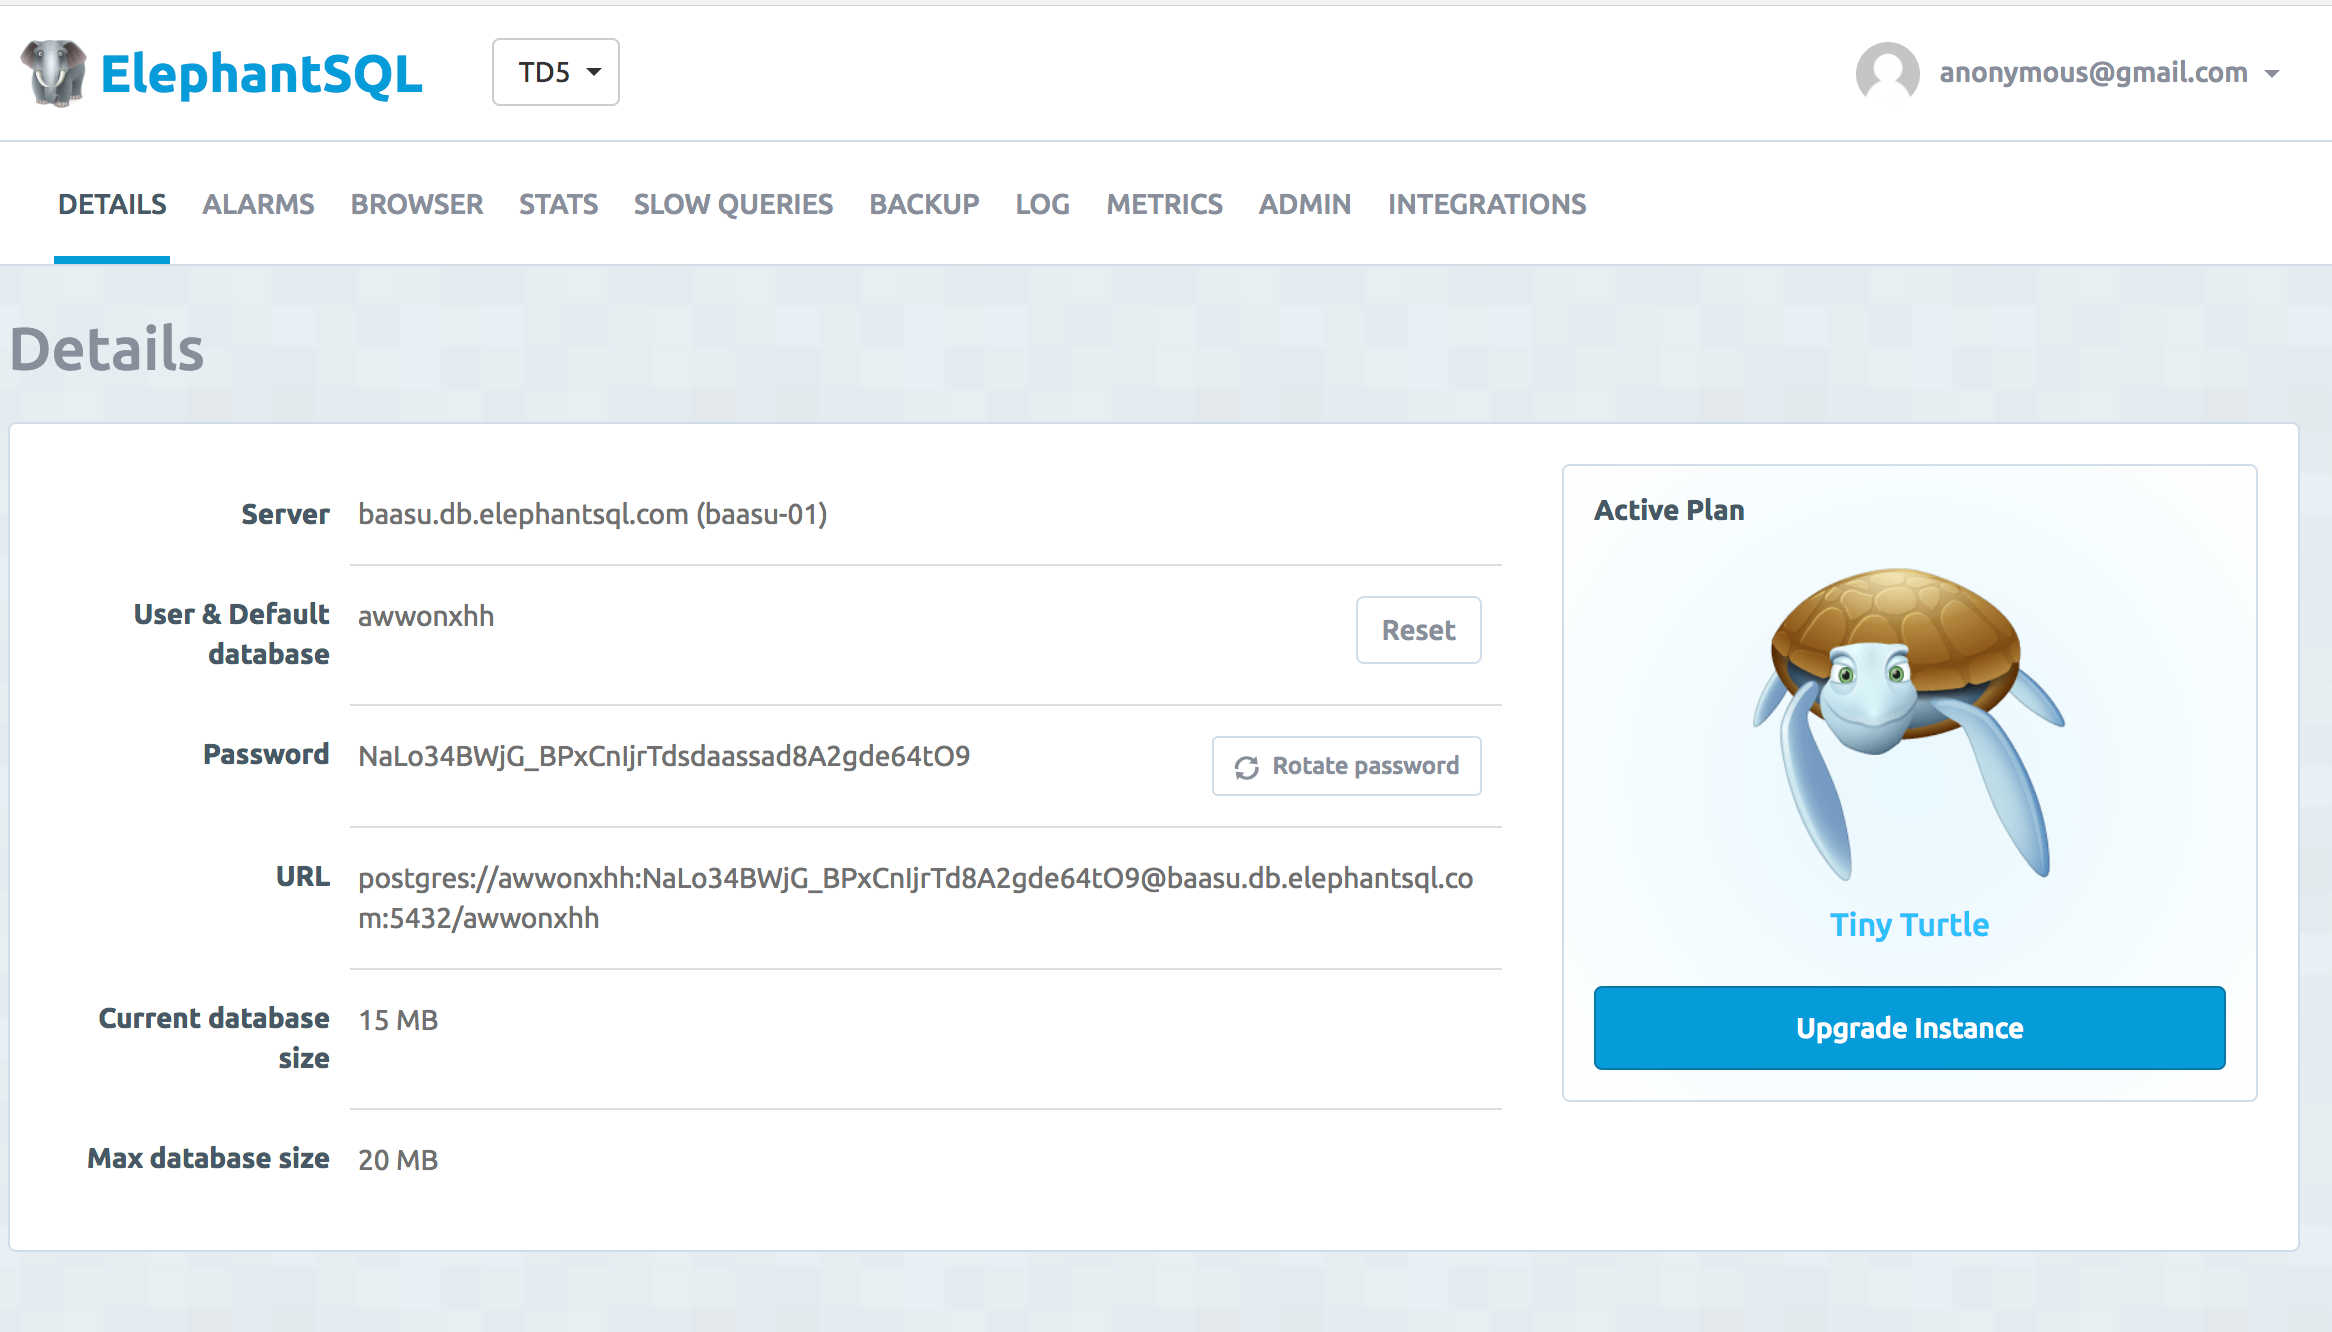 ElephantSQL
TD5
anonymous@gmail.com
DETAILS ALARMS BROWSER STATS SLOW QUERIES BACKUP LOG METRICS ADMIN INTEGRATIONS
Details
Server
baasu.db.elephantsql.com (baasu-01)
User & Default
database
awwonxhh
Reset
Password
NaLo34BWjG_BPxCnIjrTdsdaassad8A2gde64tO9
Rotate password
URL
postgres://awwonxhh:NaLo34BWjG_BPxCnIjrTd8A2gde64tO9@baasu.db.elephantsql.co
m:5432/awwonxhh
Current database
size
15 MB
Max database size
20 MB
Active Plan
Tiny Turtle
Upgrade Instance